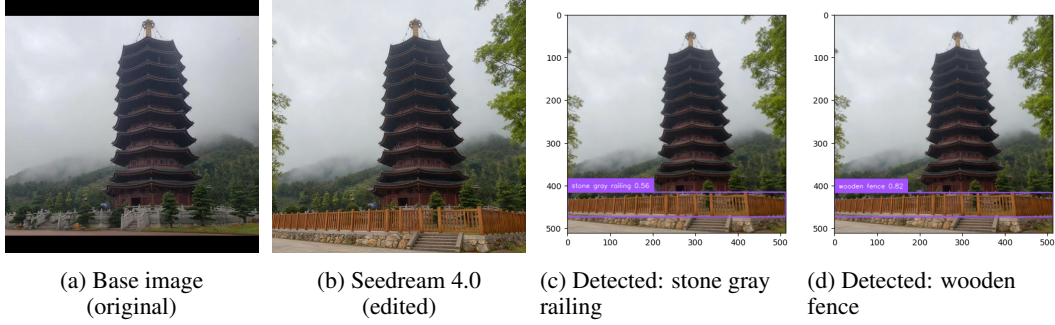 0
100
200
300
400
500
stone gray railing 0.56
0 100 200 300 400 500
0
100
200
300
400
500
wooden fence 0.82
0 100 200 300 400 500
(a) Base image
(original)
(b) Seedream 4.0
(edited)
(c) Detected: stone gray
railing
(d) Detected: wooden
fence